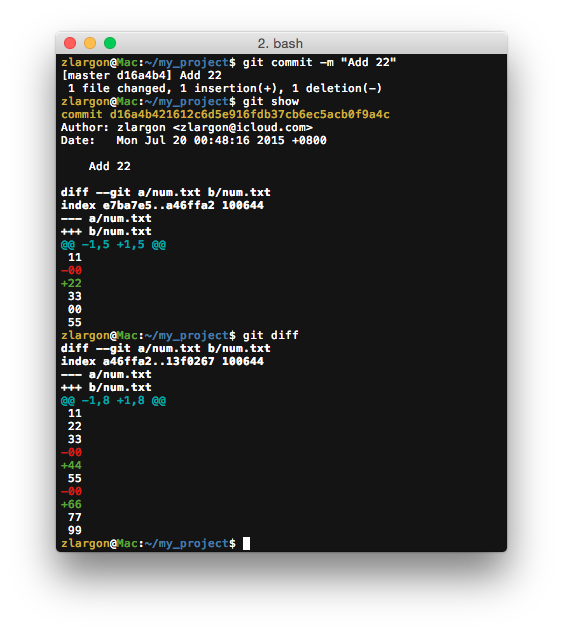 2. bash
zlargon@Mac:~/my_project$ git commit -m "Add 22"
[master d16a4b4] Add 22
 1 file changed, 1 insertion(+), 1 deletion(-)
zlargon@Mac:~/my_project$ git show
commit d16a4b421612c6d5e916fdb37cb6ec5acb0f9a4c
Author: zlargon <zlargon@icloud.com>
Date:   Mon Jul 20 00:48:16 2015 +0800
    Add 22
diff --git a/num.txt b/num.txt
index e7ba7e5..a46ffa2 100644
--- a/num.txt
+++ b/num.txt
@@ -1,5 +1,5 @@
 11
-00
+22
 33
 00
 55
zlargon@Mac:~/my_project$ git diff
diff --git a/num.txt b/num.txt
index a46ffa2..13f0267 100644
--- a/num.txt
+++ b/num.txt
@@ -1,8 +1,8 @@
 11
 22
 33
-00
+44
 55
-00
+66
 77
 99
zlargon@Mac:~/my_project$